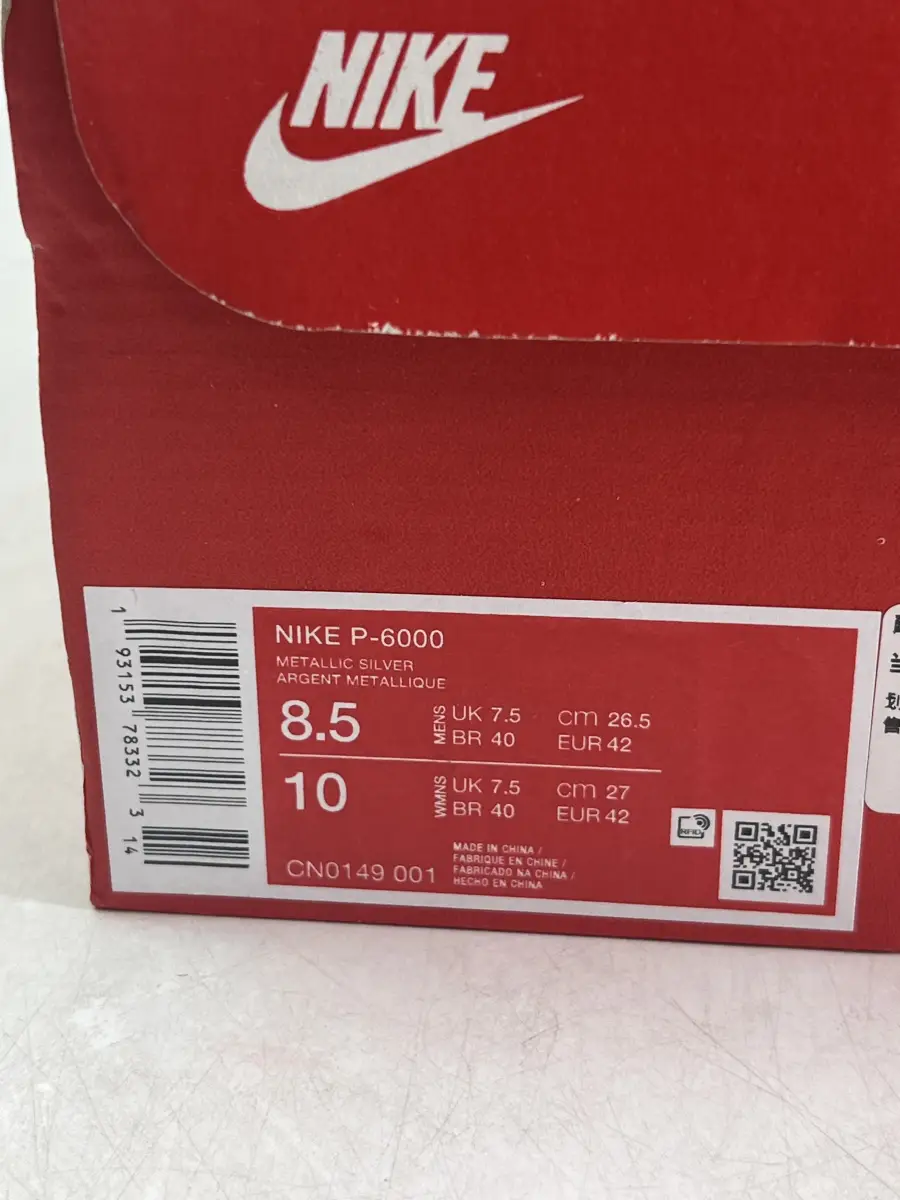 NIKE
NIKE P-6000
METALLIC SILVER
ARGENT METALLIQUE
8.5 MENS UK 7.5 cm 26.5
BR 40 EUR 42
10 WMNS UK 7.5 cm 27
BR 40 EUR 42
CN0149 001
MADE IN CHINA /
FABRIQUE EN CHINE /
FABRICADO NA CHINA /
HECHO EN CHINA
RFID
1 93153 78332 3 14